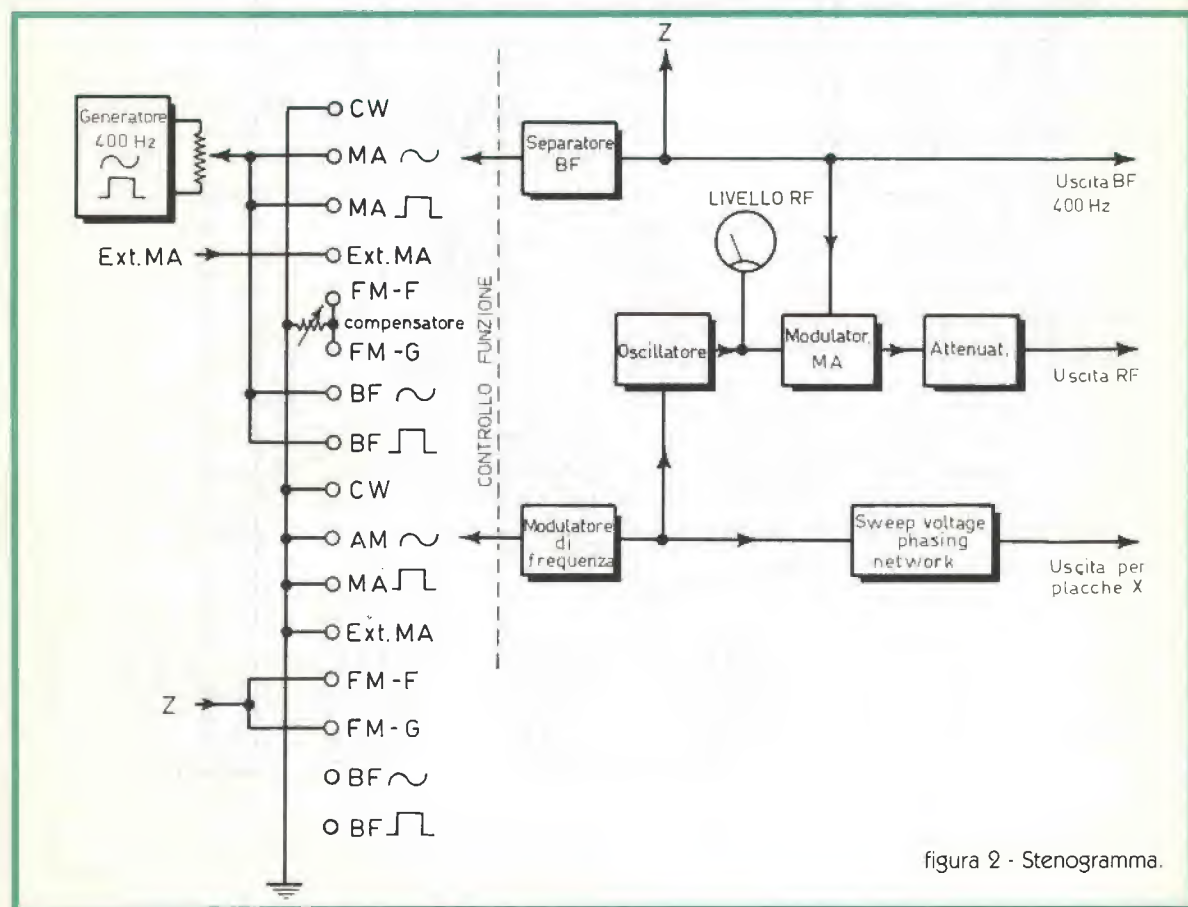 Z
Generatore
400 Hz
CW
MA
MA
Ext.MA
Ext.MA
FM-F
compensatore
FM-G
BF
BF
CW
AM
MA
Ext.MA
Z
FM-F
FM-G
BF
BF
CONTROLLO FUNZIONE
Separatore
BF
Uscita BF
400 Hz
LIVELLO RF
Oscillatore
Modulator.
MA
Attenuat.
Uscita RF
Modulatore
di
frequenza
Sweep voltage
phasing
network
Uscita per
placche X
figura 2 - Stenogramma.